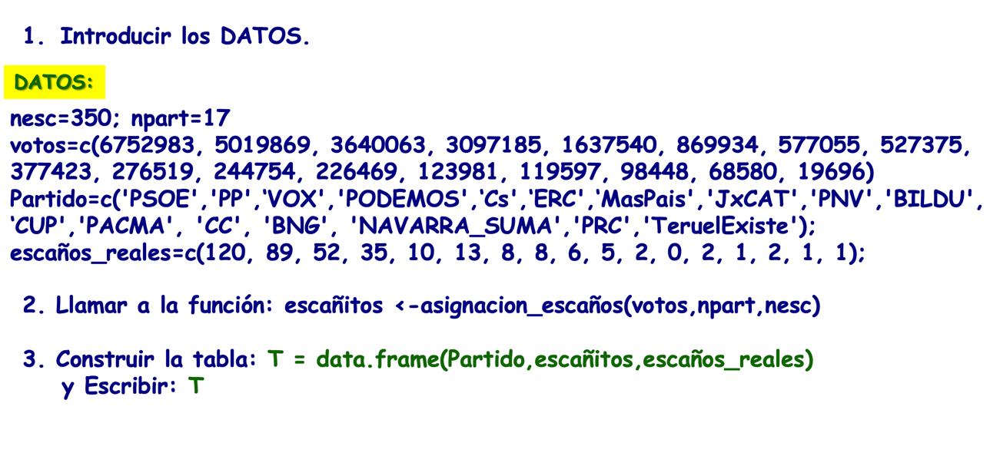 1. Introducir los DATOS.
DATOS:
nesc=350; npart=17
votos=c(6752983, 5019869, 3640063, 3097185, 1637540, 869934, 577055, 527375,
377423, 276519, 244754, 226469, 123981, 119597, 98448, 68580, 19696)
Partido=c('PSOE','PP',‘VOX','PODEMOS',‘Cs',‘ERC',‘MasPais','JxCAT','PNV','BILDU',
‘CUP','PACMA', 'CC', 'BNG', 'NAVARRA_SUMA','PRC','TeruelExiste');
escaños_reales=c(120, 89, 52, 35, 10, 13, 8, 8, 6, 5, 2, 0, 2, 1, 2, 1, 1);
2. Llamar a la función: escañitos <-asignacion_escaños(votos,npart,nesc)
3. Construir la tabla: T = data.frame(Partido,escañitos,escaños_reales)
y Escribir: T